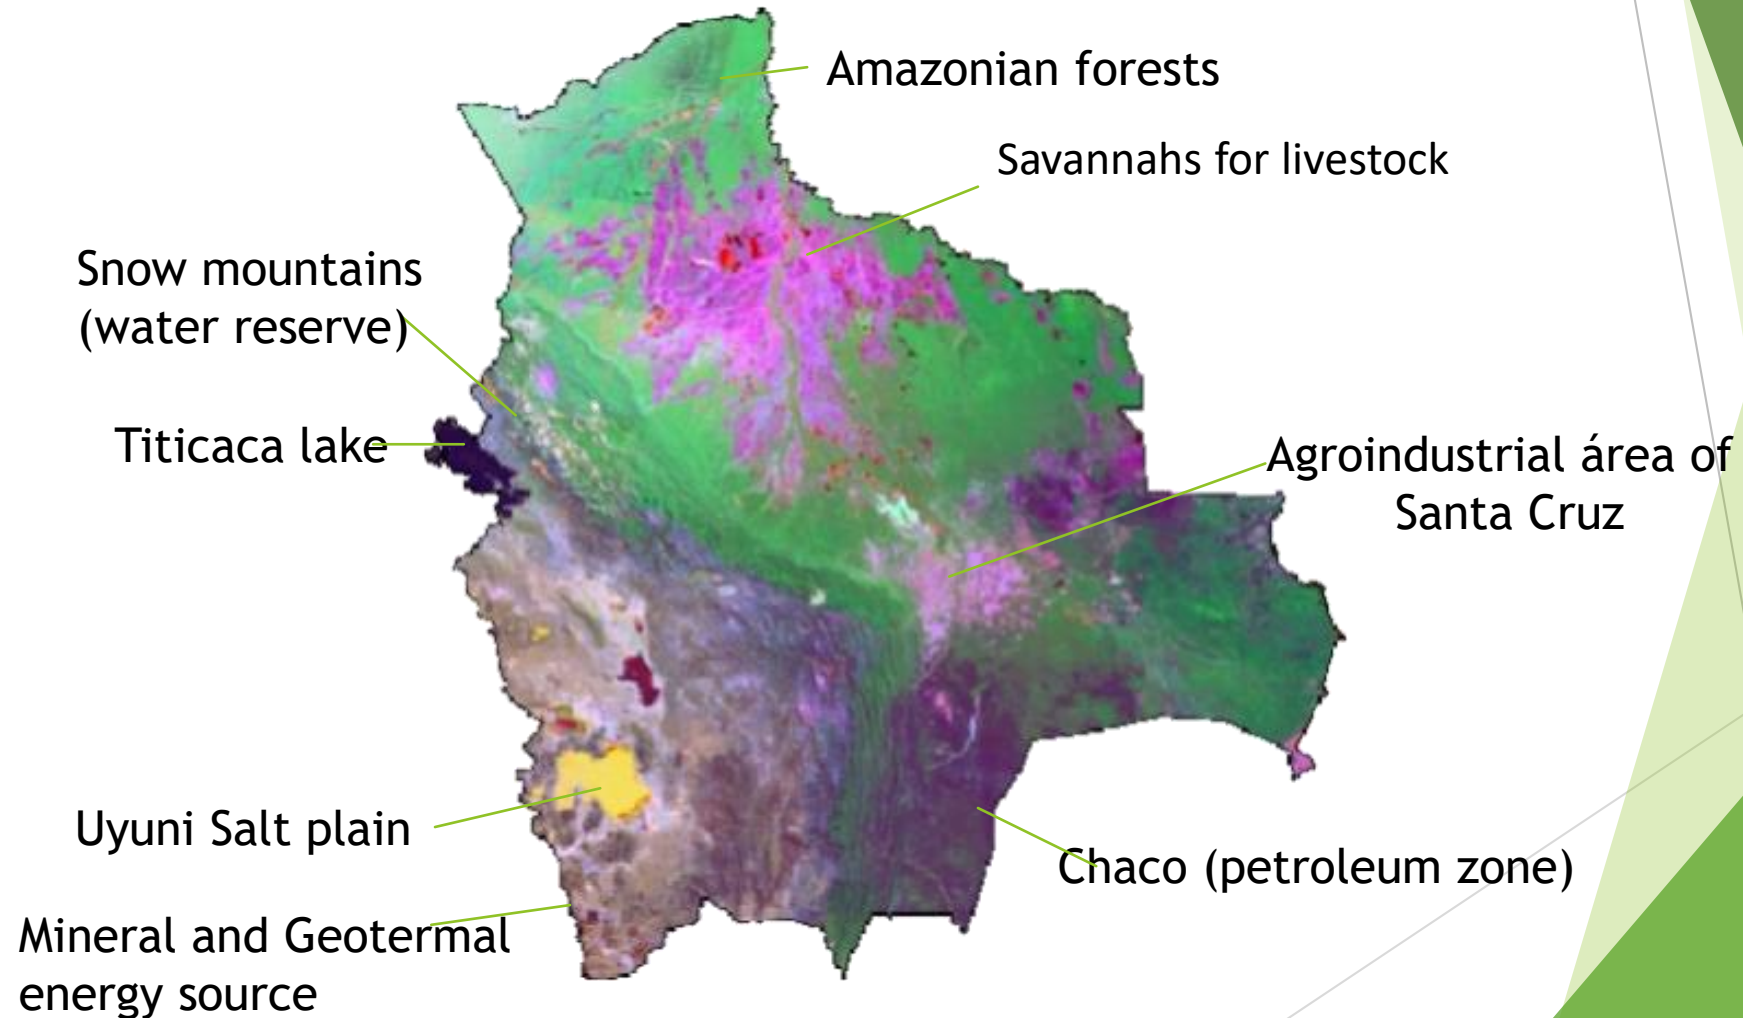 Amazonian forests
Savannahs for livestock
Snow mountains
(water reserve)
Titicaca lake
Agroindustrial área of
Santa Cruz
Uyuni Salt plain
Chaco (petroleum zone)
Mineral and Geotermal
energy source